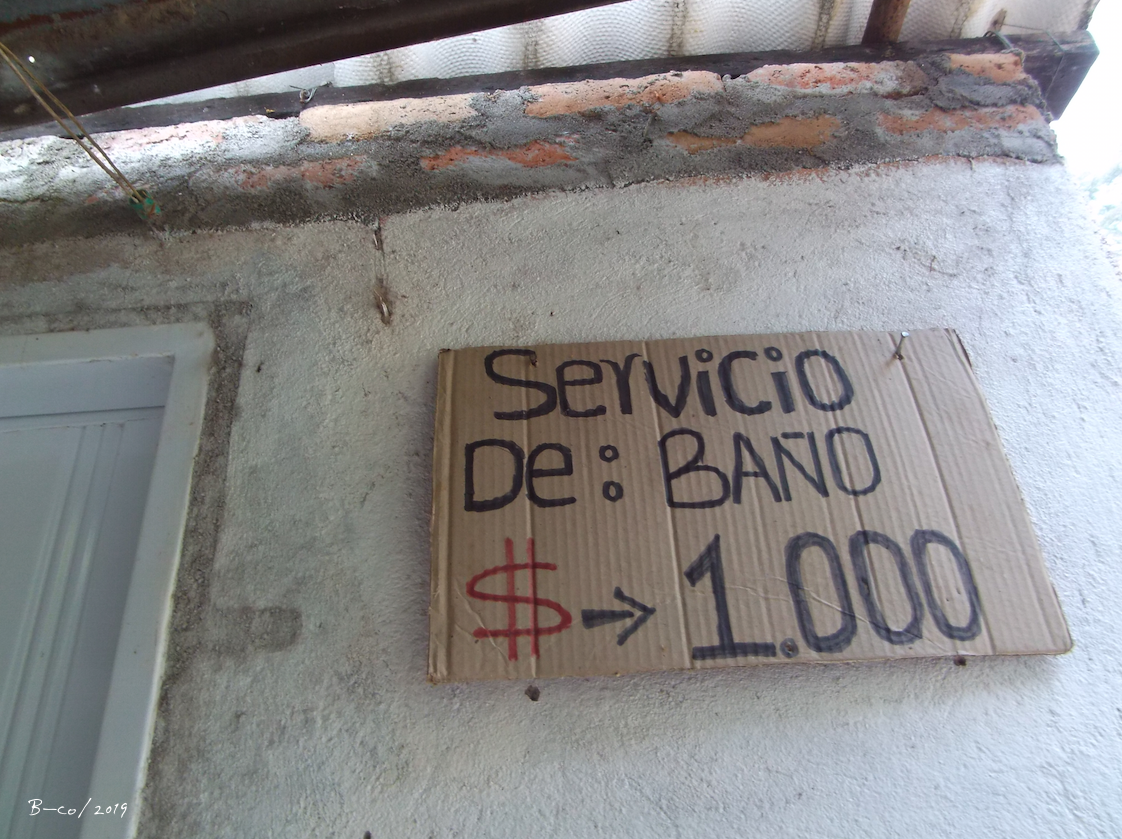 Servicio
De: BAÑO
$→1.000
B-co/2019